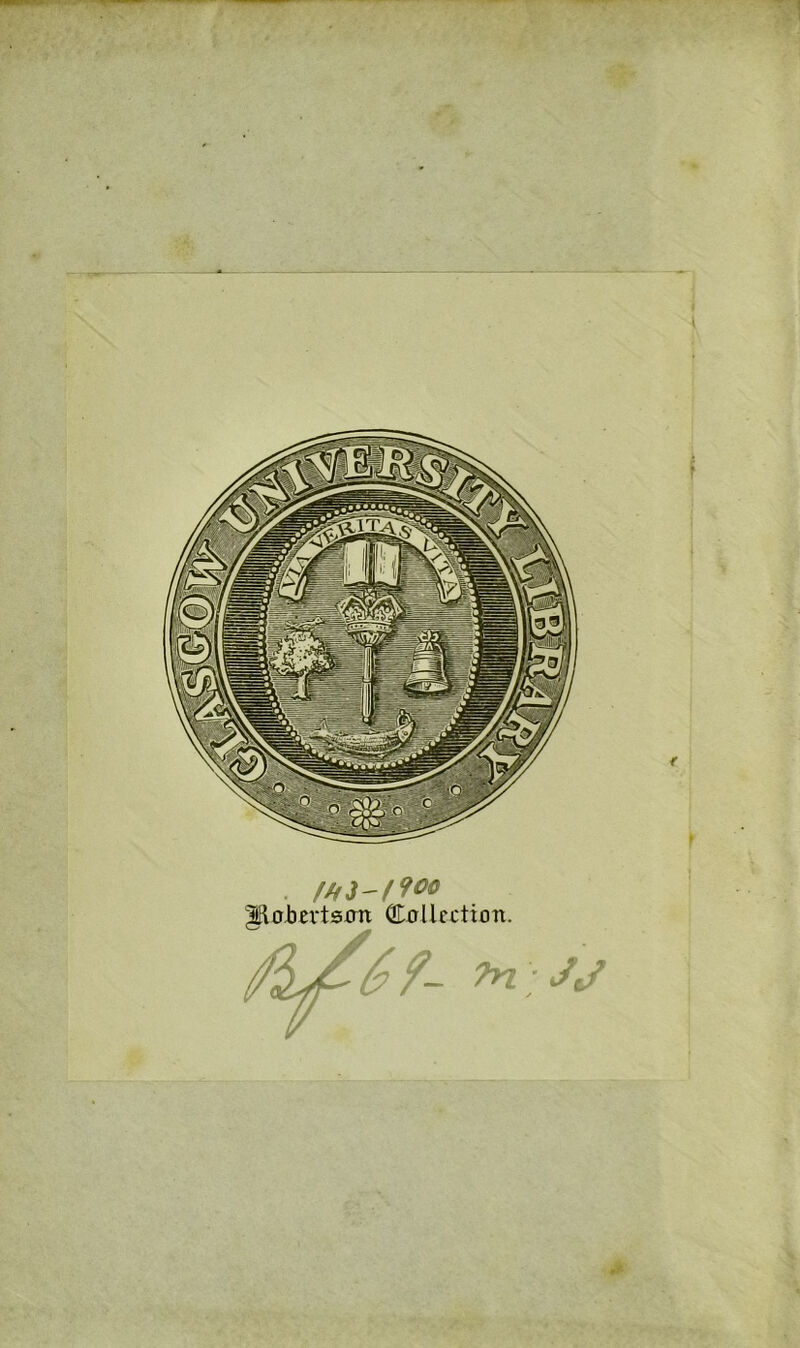 GLASGOW UNIVERSITY LIBRARY
VIA VERITAS VITA
143-1900
Robertson Collection.